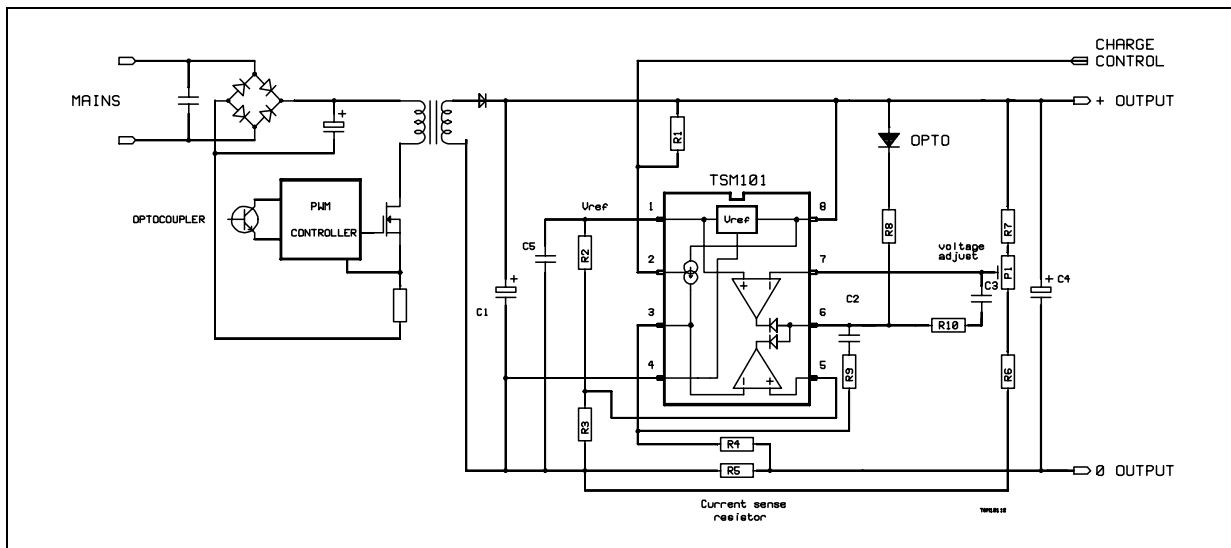 CHARGE
CONTROL
MAINS
+
+ OUTPUT
R1
OPTO
TSM101
OPTOCOUPLER
PWM
CONTROLLER
Vref
1
Vref
8
R8
R7
C5
R2
voltage
adjust
2
7
P1
+
C4
+
C1
+
-
C3
3
C2
6
R10
4
-
+
5
R9
R6
R3
R4
R5
0 OUTPUT
Current sense
resistor